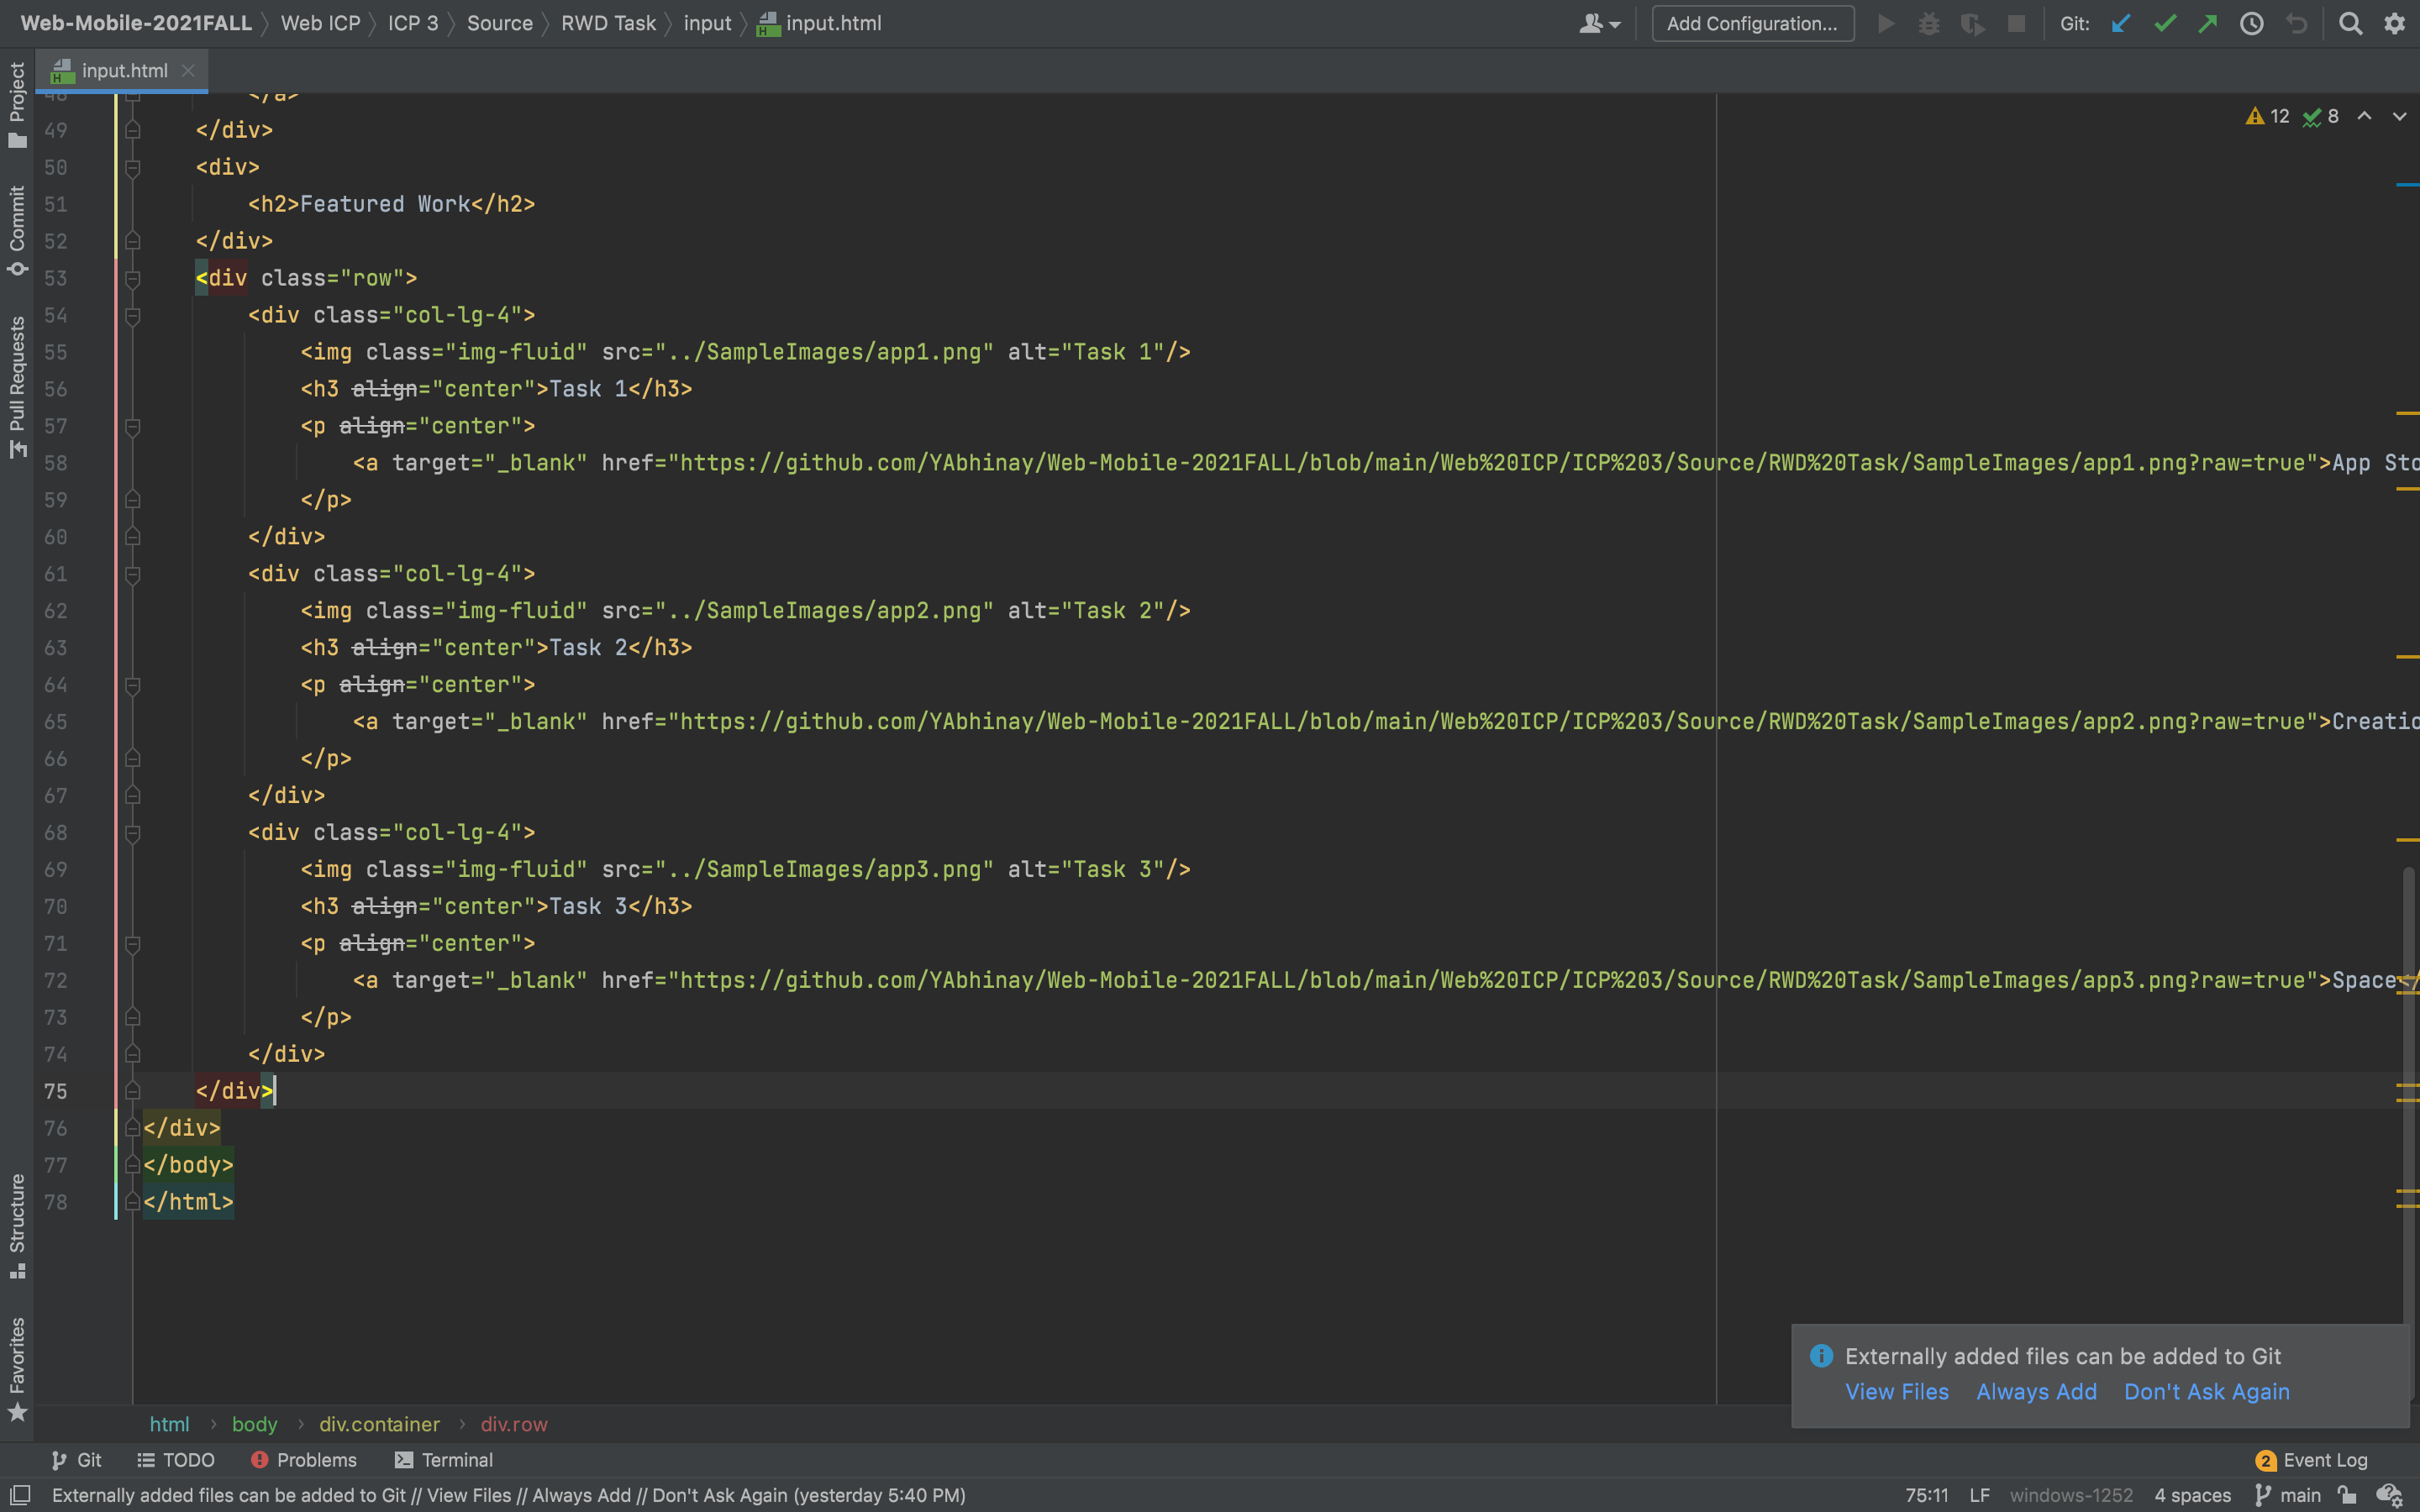 Web-Mobile-2021FALL Web ICP ICP 3 Source RWD Task input input.html Add Configuration... Git:
input.html
Project
Commit
Pull Requests
Structure
Favorites
12 8
48 </a>
49 </div>
50 <div>
51 <h2>Featured Work</h2>
52 </div>
53 <div class="row">
54 <div class="col-lg-4">
55 <img class="img-fluid" src="../SampleImages/app1.png" alt="Task 1"/>
56 <h3 align="center">Task 1</h3>
57 <p align="center">
58 <a target="_blank" href="https://github.com/YAbhinay/Web-Mobile-2021FALL/blob/main/Web%20ICP/ICP%203/Source/RWD%20Task/SampleImages/app1.png?raw=true">App Sto
59 </p>
60 </div>
61 <div class="col-lg-4">
62 <img class="img-fluid" src="../SampleImages/app2.png" alt="Task 2"/>
63 <h3 align="center">Task 2</h3>
64 <p align="center">
65 <a target="_blank" href="https://github.com/YAbhinay/Web-Mobile-2021FALL/blob/main/Web%20ICP/ICP%203/Source/RWD%20Task/SampleImages/app2.png?raw=true">Creatio
66 </p>
67 </div>
68 <div class="col-lg-4">
69 <img class="img-fluid" src="../SampleImages/app3.png" alt="Task 3"/>
70 <h3 align="center">Task 3</h3>
71 <p align="center">
72 <a target="_blank" href="https://github.com/YAbhinay/Web-Mobile-2021FALL/blob/main/Web%20ICP/ICP%203/Source/RWD%20Task/SampleImages/app3.png?raw=true">Space</
73 </p>
74 </div>
75 </div>
76 </div>
77 </body>
78 </html>
Externally added files can be added to Git
View Files Always Add Don't Ask Again
html body div.container div.row
Git TODO Problems Terminal 2 Event Log
Externally added files can be added to Git // View Files // Always Add // Don't Ask Again (yesterday 5:40 PM) 75:11 LF windows-1252 4 spaces main